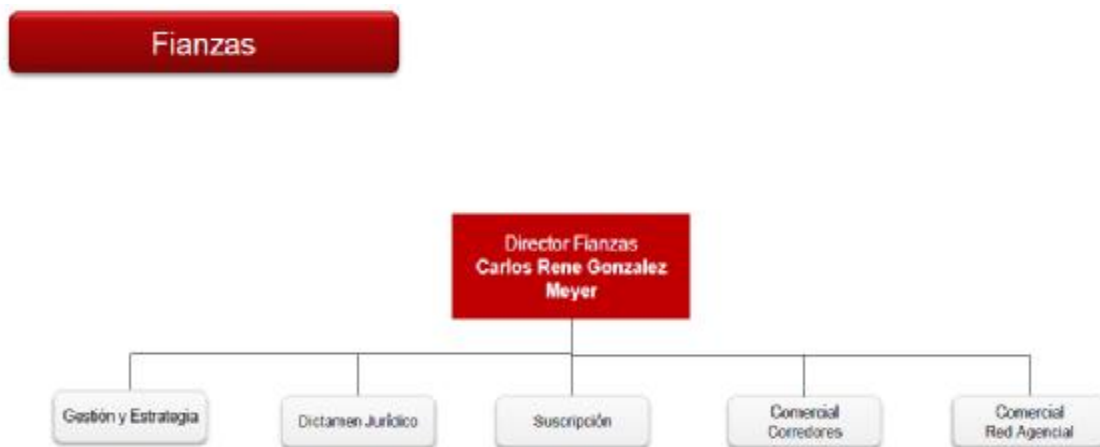 Fianzas
Director Fianzas
Carlos Rene Gonzalez
Meyer
Gestión y Estrategia
Dictamen Jurídico
Suscripción
Comercial
Corredores
Comercial
Red Agencial